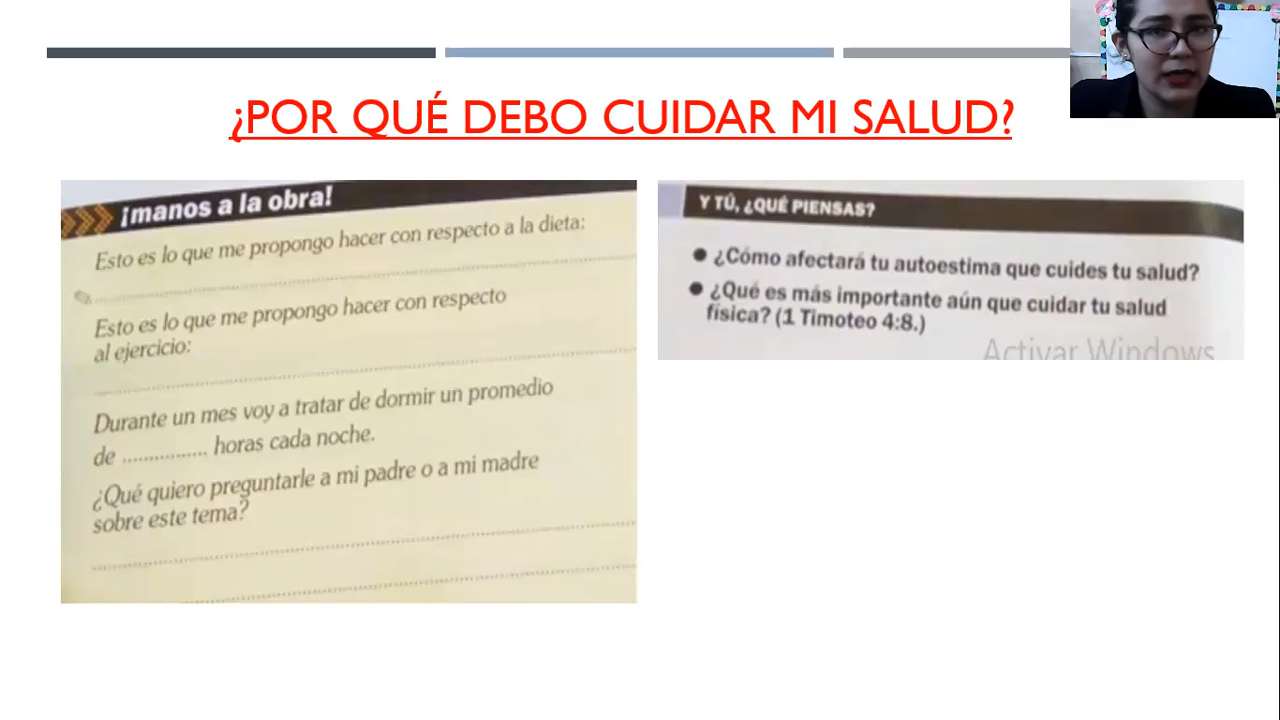 ¿POR QUÉ DEBO CUIDAR MI SALUD?
¡manos a la obra!
Esto es lo que me propongo hacer con respecto a la dieta:
Esto es lo que me propongo hacer con respecto
al ejercicio:
Durante un mes voy a tratar de dormir un promedio
de ................ horas cada noche.
¿Qué quiero preguntarle a mi padre o a mi madre
sobre este tema?
Y TÚ, ¿QUÉ PIENSAS?
● ¿Cómo afectará tu autoestima que cuides tu salud?
● ¿Qué es más importante aún que cuidar tu salud
física? (1 Timoteo 4:8.)
Activar Windows